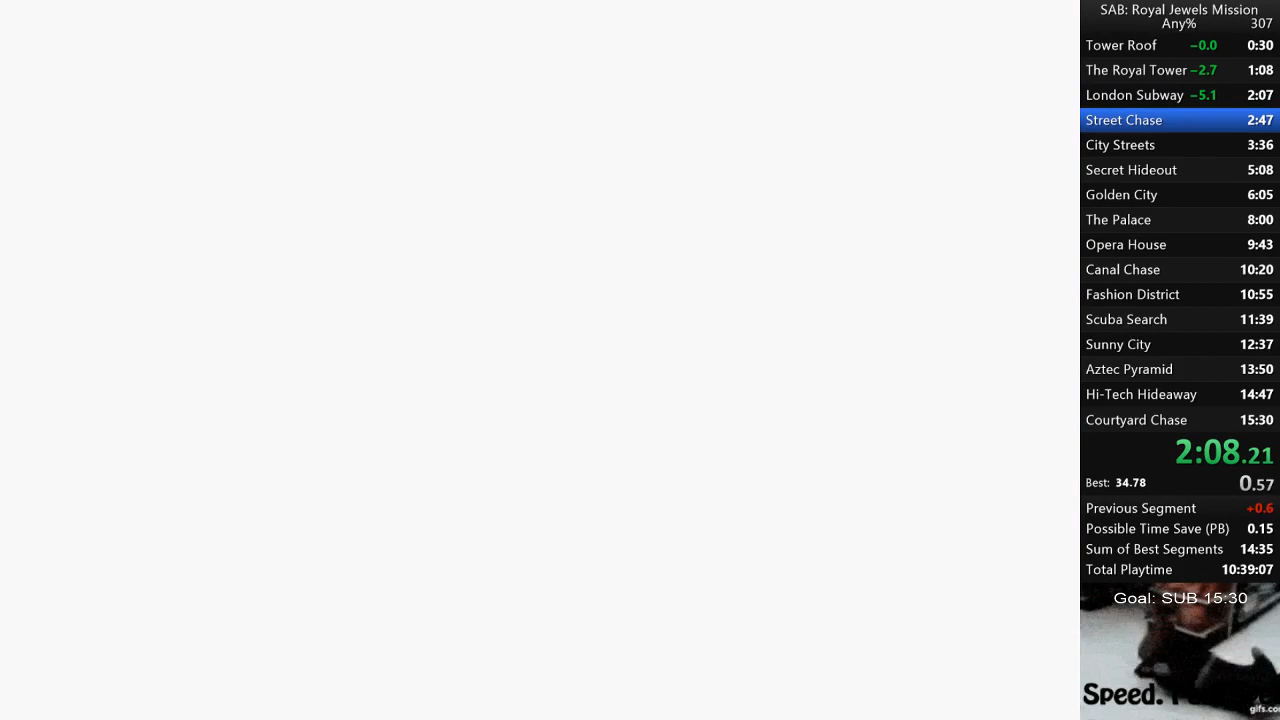 SAB: Royal Jewels Mission
Any% 307
Tower Roof −0.0 0:30
The Royal Tower −2.7 1:08
London Subway −5.1 2:07
Street Chase 2:47
City Streets 3:36
Secret Hideout 5:08
Golden City 6:05
The Palace 8:00
Opera House 9:43
Canal Chase 10:20
Fashion District 10:55
Scuba Search 11:39
Sunny City 12:37
Aztec Pyramid 13:50
Hi-Tech Hideaway 14:47
Courtyard Chase 15:30
2:08.21
Best: 34.78 0.57
Previous Segment +0.6
Possible Time Save (PB) 0.15
Sum of Best Segments 14:35
Total Playtime 10:39:07
Goal: SUB 15:30
Speed.